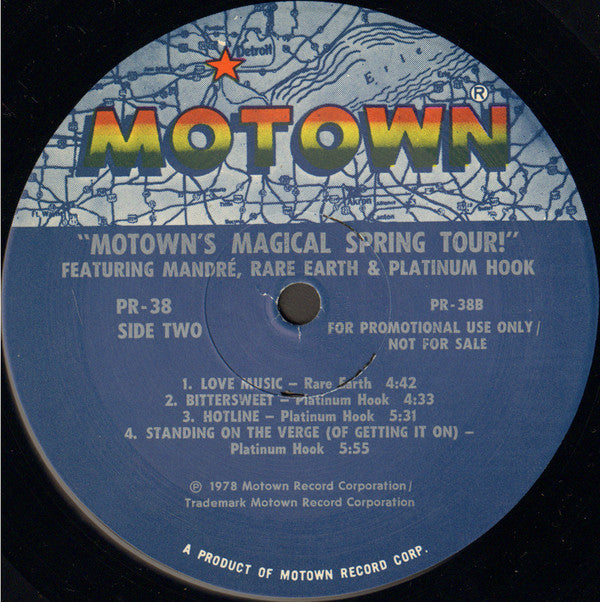 Detroit
Erie
MOTOWN®
Akron
"MOTOWN'S MAGICAL SPRING TOUR!"
FEATURING MANDRÉ, RARE EARTH & PLATINUM HOOK
PR-38
PR-38B
SIDE TWO
FOR PROMOTIONAL USE ONLY/
NOT FOR SALE
1. LOVE MUSIC – Rare Earth 4:42
2. BITTERSWEET – Platinum Hook 4:33
3. HOTLINE – Platinum Hook 5:31
4. STANDING ON THE VERGE (OF GETTING IT ON) –
Platinum Hook 5:55
℗ 1978 Motown Record Corporation/
Trademark Motown Record Corporation
A PRODUCT OF MOTOWN RECORD CORP.